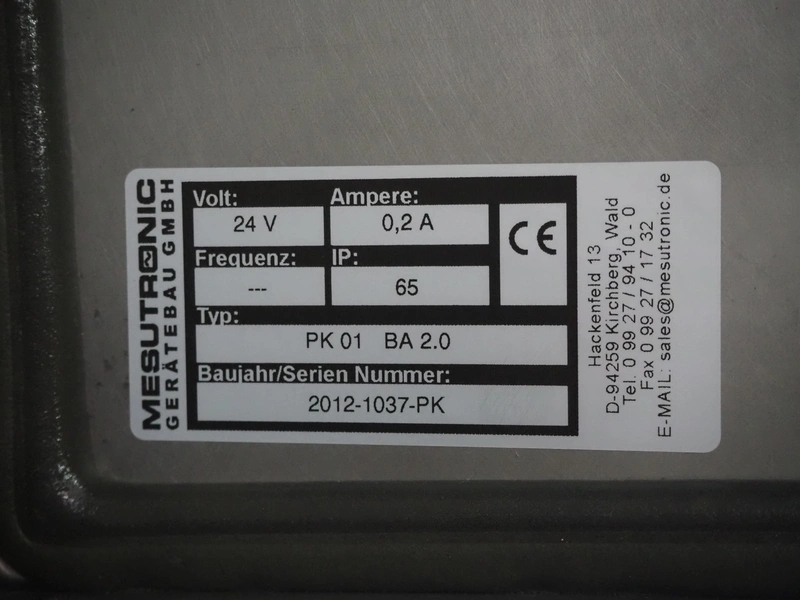 MESUTRONIC
GERÄTEBAU GMBH
Volt: Ampere:
24 V 0,2 A
CE
Frequenz: IP:
--- 65
Typ:
PK 01 BA 2.0
Baujahr/Serien Nummer:
2012-1037-PK
Hackenfeld 13
D-94259 Kirchberg, Wald
Tel. 0 99 27 / 94 10 - 0
Fax 0 99 27 / 17 32
E-MAIL: sales@mesutronic.de